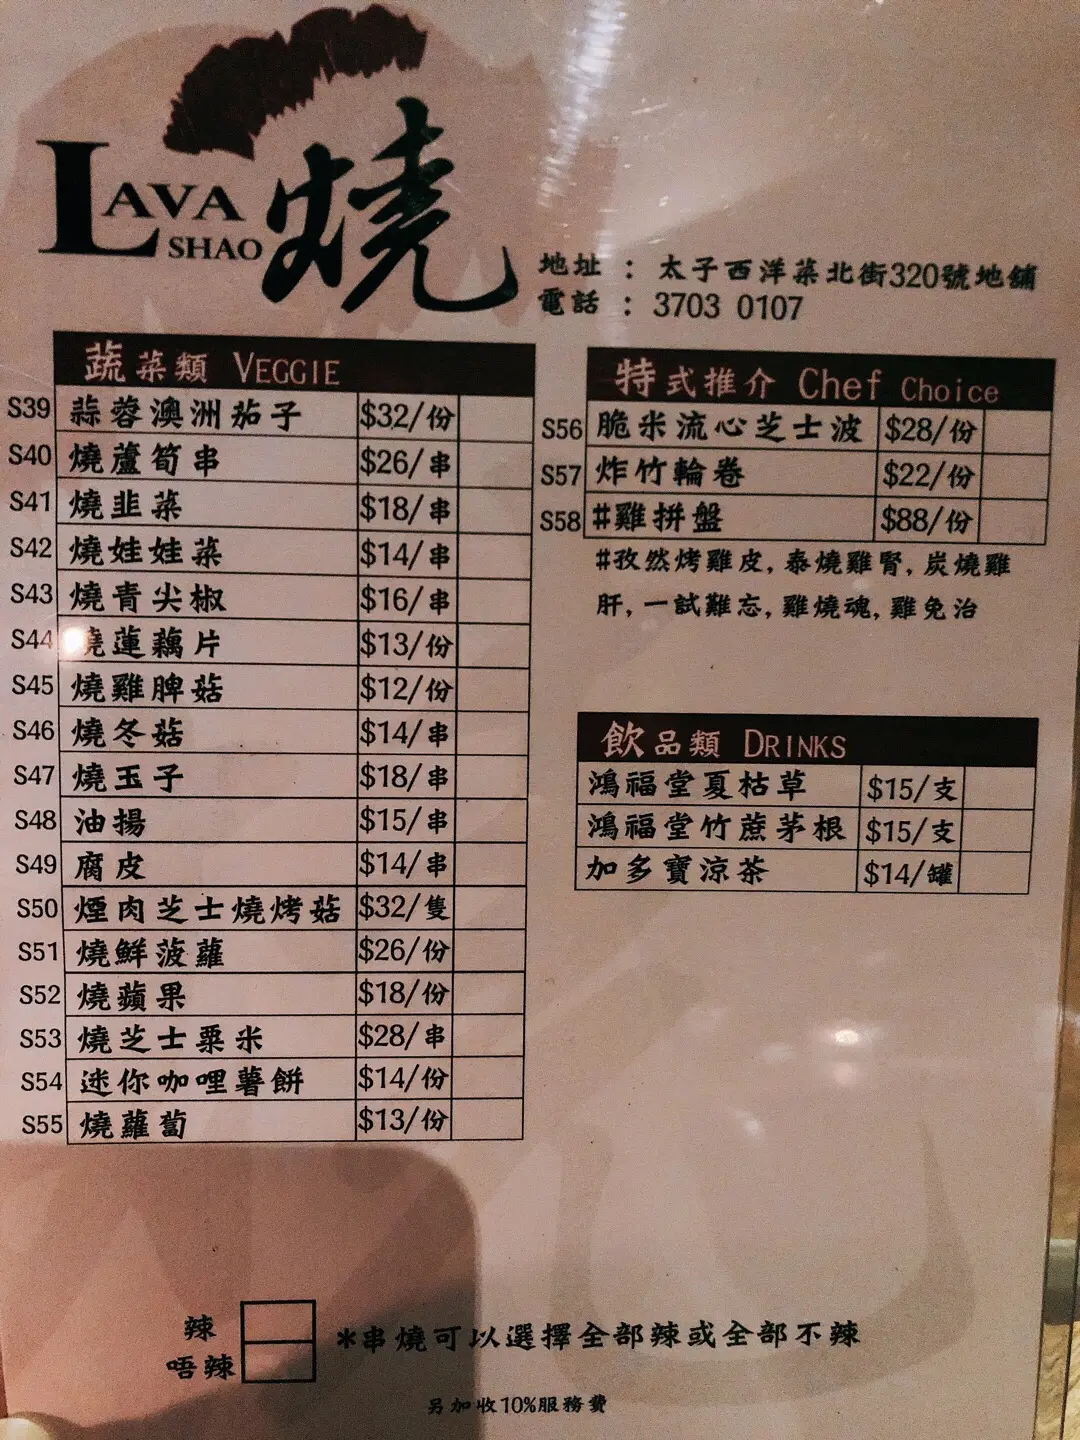 LAVA
SHAO
燒
地址 : 太子西洋菜北街320號地舖
電話 : 3703 0107
蔬菜類 VEGGIE
S39 蒜蓉澳洲茄子 $32/份
S40 燒蘆筍串 $26/串
S41 燒韭菜 $18/串
S42 燒娃娃菜 $14/串
S43 燒青尖椒 $16/串
S44 燒蓮藕片 $13/份
S45 燒雞脾菇 $12/份
S46 燒冬菇 $14/串
S47 燒玉子 $18/串
S48 油揚 $15/串
S49 腐皮 $14/串
S50 煙肉芝士燒烤菇 $32/隻
S51 燒鮮菠蘿 $26/份
S52 燒蘋果 $18/份
S53 燒芝士粟米 $28/串
S54 迷你咖哩薯餅 $14/份
S55 燒蘿蔔 $13/份
特式推介 Chef Choice
S56 脆米流心芝士波 $28/份
S57 炸竹輪卷 $22/份
S58 #雞拼盤 $88/份
#孜然烤雞皮, 泰燒雞腎, 炭燒雞
肝, 一試難忘, 雞燒魂, 雞免治
飲品類 DRINKS
鴻福堂夏枯草 $15/支
鴻福堂竹蔗茅根 $15/支
加多寶涼茶 $14/罐
辣
唔辣
*串燒可以選擇全部辣或全部不辣
另加收10%服務費